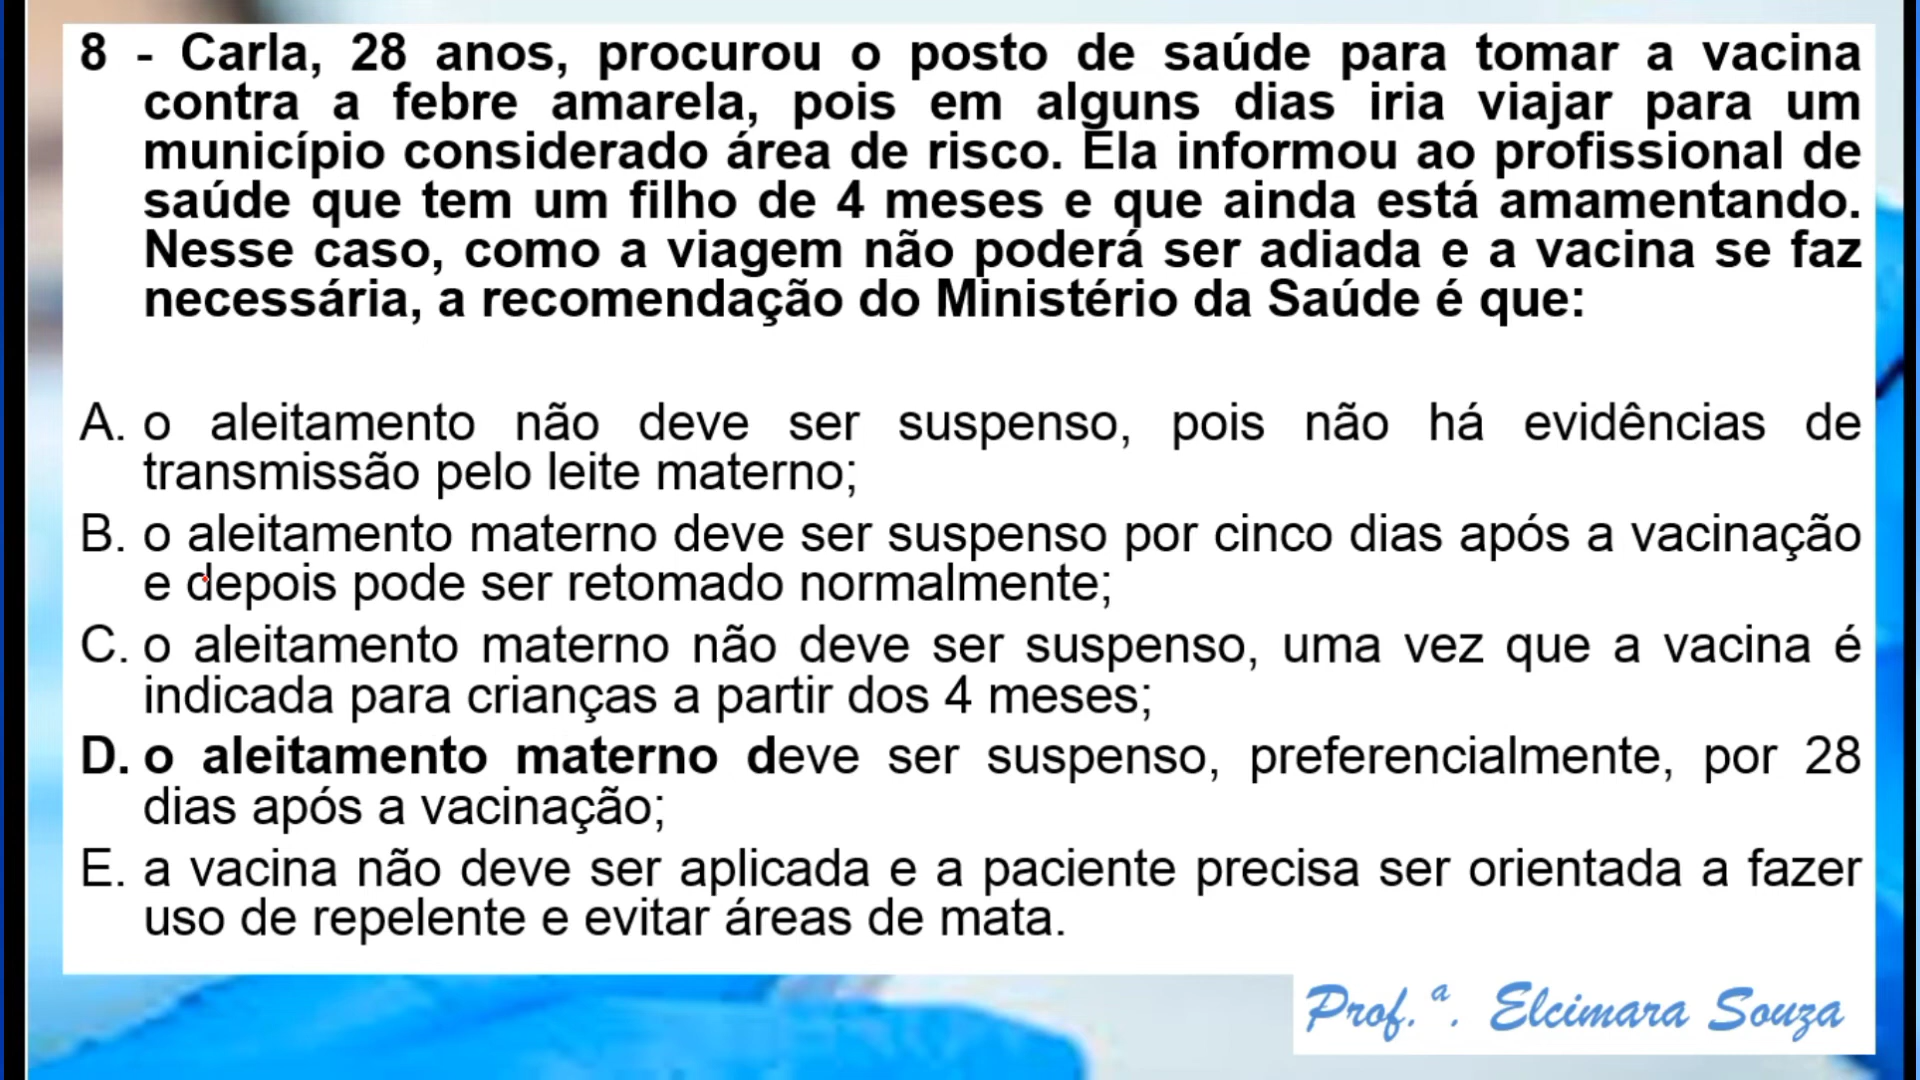 8 - Carla, 28 anos, procurou o posto de saúde para tomar a vacina
contra a febre amarela, pois em alguns dias iria viajar para um
município considerado área de risco. Ela informou ao profissional de
saúde que tem um filho de 4 meses e que ainda está amamentando.
Nesse caso, como a viagem não poderá ser adiada e a vacina se faz
necessária, a recomendação do Ministério da Saúde é que:
A. o aleitamento não deve ser suspenso, pois não há evidências de
transmissão pelo leite materno;
B. o aleitamento materno deve ser suspenso por cinco dias após a vacinação
e depois pode ser retomado normalmente;
C. o aleitamento materno não deve ser suspenso, uma vez que a vacina é
indicada para crianças a partir dos 4 meses;
D. o aleitamento materno deve ser suspenso, preferencialmente, por 28
dias após a vacinação;
E. a vacina não deve ser aplicada e a paciente precisa ser orientada a fazer
uso de repelente e evitar áreas de mata.
Prof.ª. Elcimara Souza